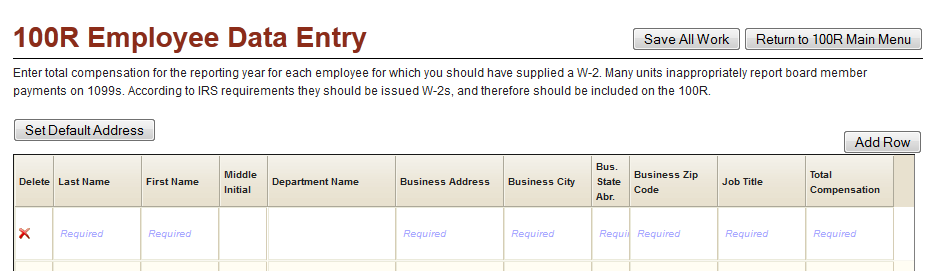 100R Employee Data Entry
Save All Work
Return to 100R Main Menu
Enter total compensation for the reporting year for each employee for which you should have supplied a W-2. Many units inappropriately report board member
payments on 1099s. According to IRS requirements they should be issued W-2s, and therefore should be included on the 100R.
Set Default Address
Add Row
Delete Last Name First Name Middle Initial Department Name Business Address Business City Bus. State Abr. Business Zip Code Job Title Total Compensation
Required Required Required Required Requir Required Required Required